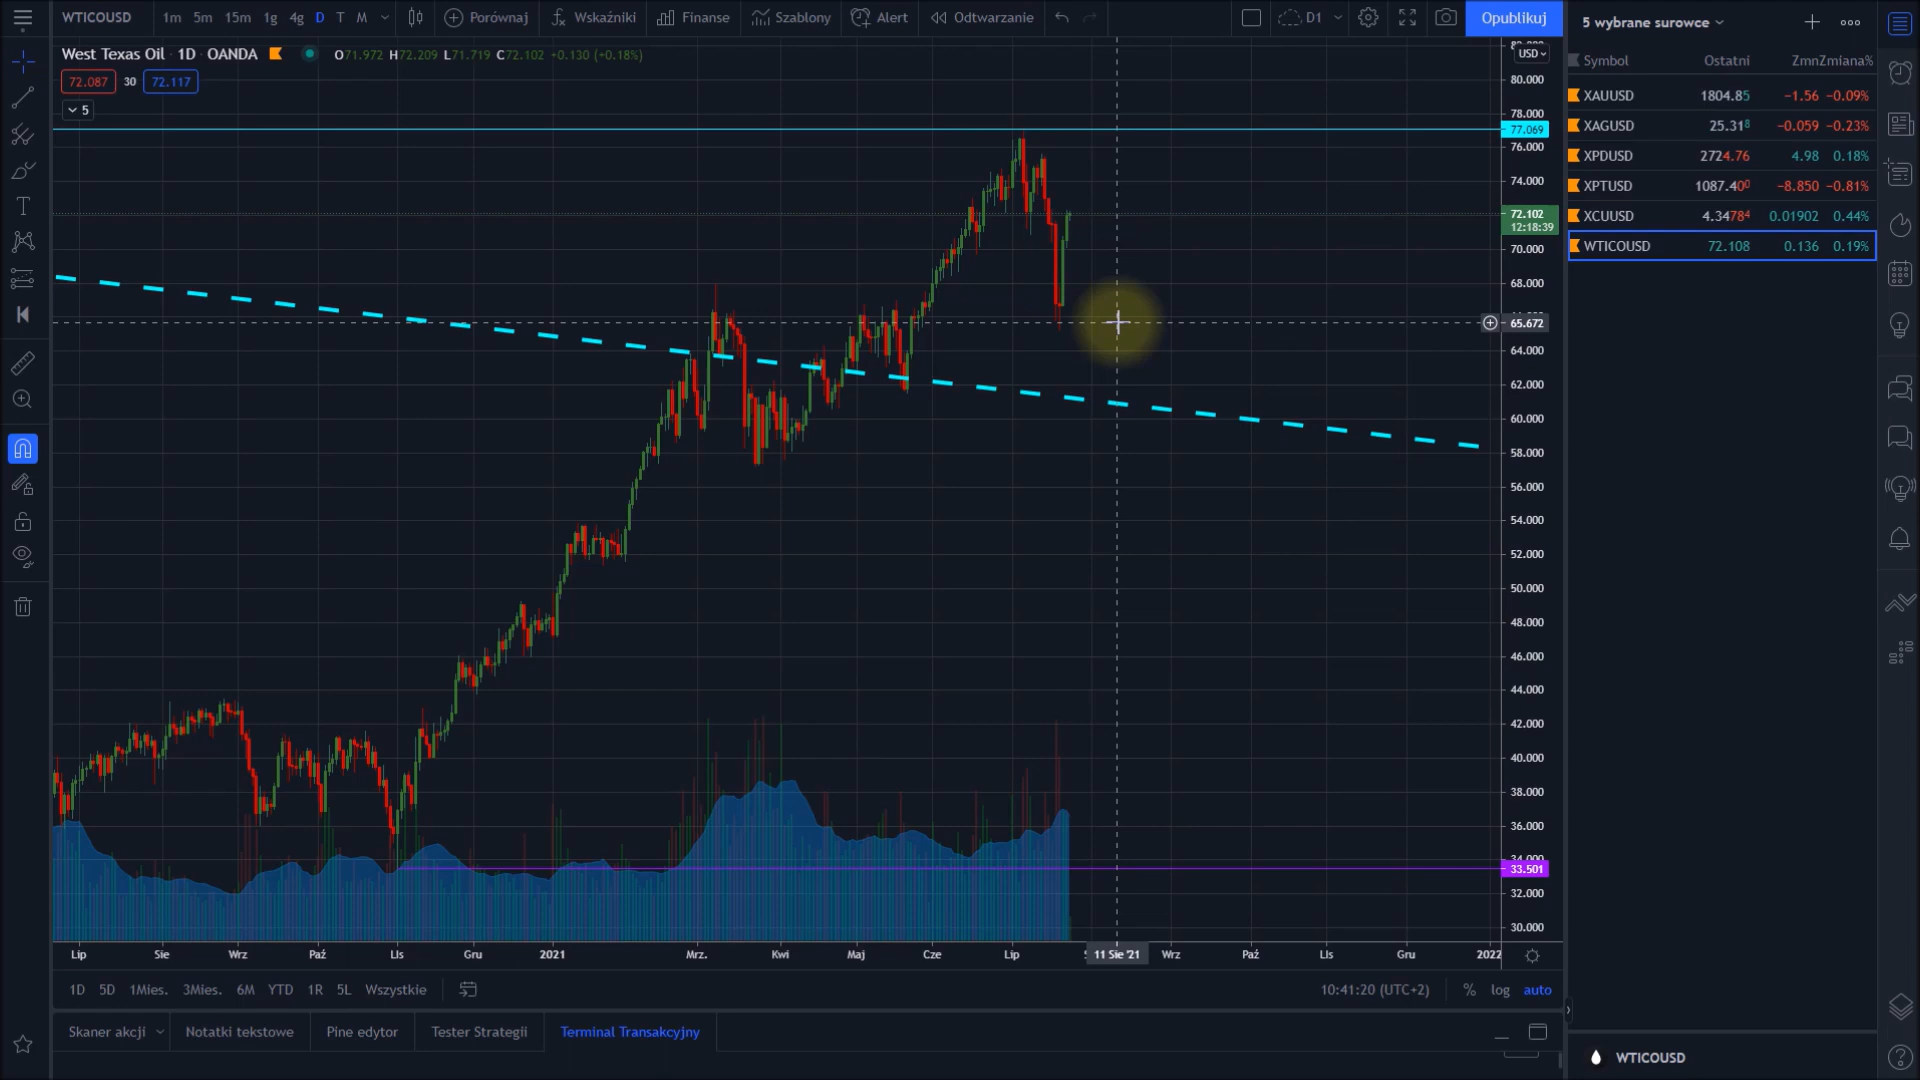 WTICOUSD 1m 5m 15m 1g 4g D T M Porównaj Wskaźniki Finanse Szablony Alert Odtwarzanie D1 Opublikuj
5 wybrane surowce
West Texas Oil · 1D · OANDA O71.972 H72.209 L71.719 C72.102 +0.130 (+0.18%)
72.087 30 72.117
5
USD
80.000
78.000
77.069
76.000
74.000
72.102
12:18:39
70.000
68.000
65.672
64.000
62.000
60.000
58.000
56.000
54.000
52.000
50.000
48.000
46.000
44.000
42.000
40.000
38.000
36.000
34.000
33.501
32.000
30.000
Symbol Ostatni Zmn Zmiana%
XAUUSD 1804.85 −1.56 −0.09%
XAGUSD 25.318 −0.059 −0.23%
XPDUSD 2724.76 4.98 0.18%
XPTUSD 1087.400 −8.850 −0.81%
XCUUSD 4.34784 0.01902 0.44%
WTICOUSD 72.108 0.136 0.19%
Lip Sie Wrz Paź Lis Gru 2021 Mrz. Kwi Maj Cze Lip 11 Sie '21 Wrz Paź Lis Gru 2022
1D 5D 1Mies. 3Mies. 6M YTD 1R 5L Wszystkie 10:41:20 (UTC+2) % log auto
Skaner akcji Notatki tekstowe Pine edytor Tester Strategii Terminal Transakcyjny
WTICOUSD